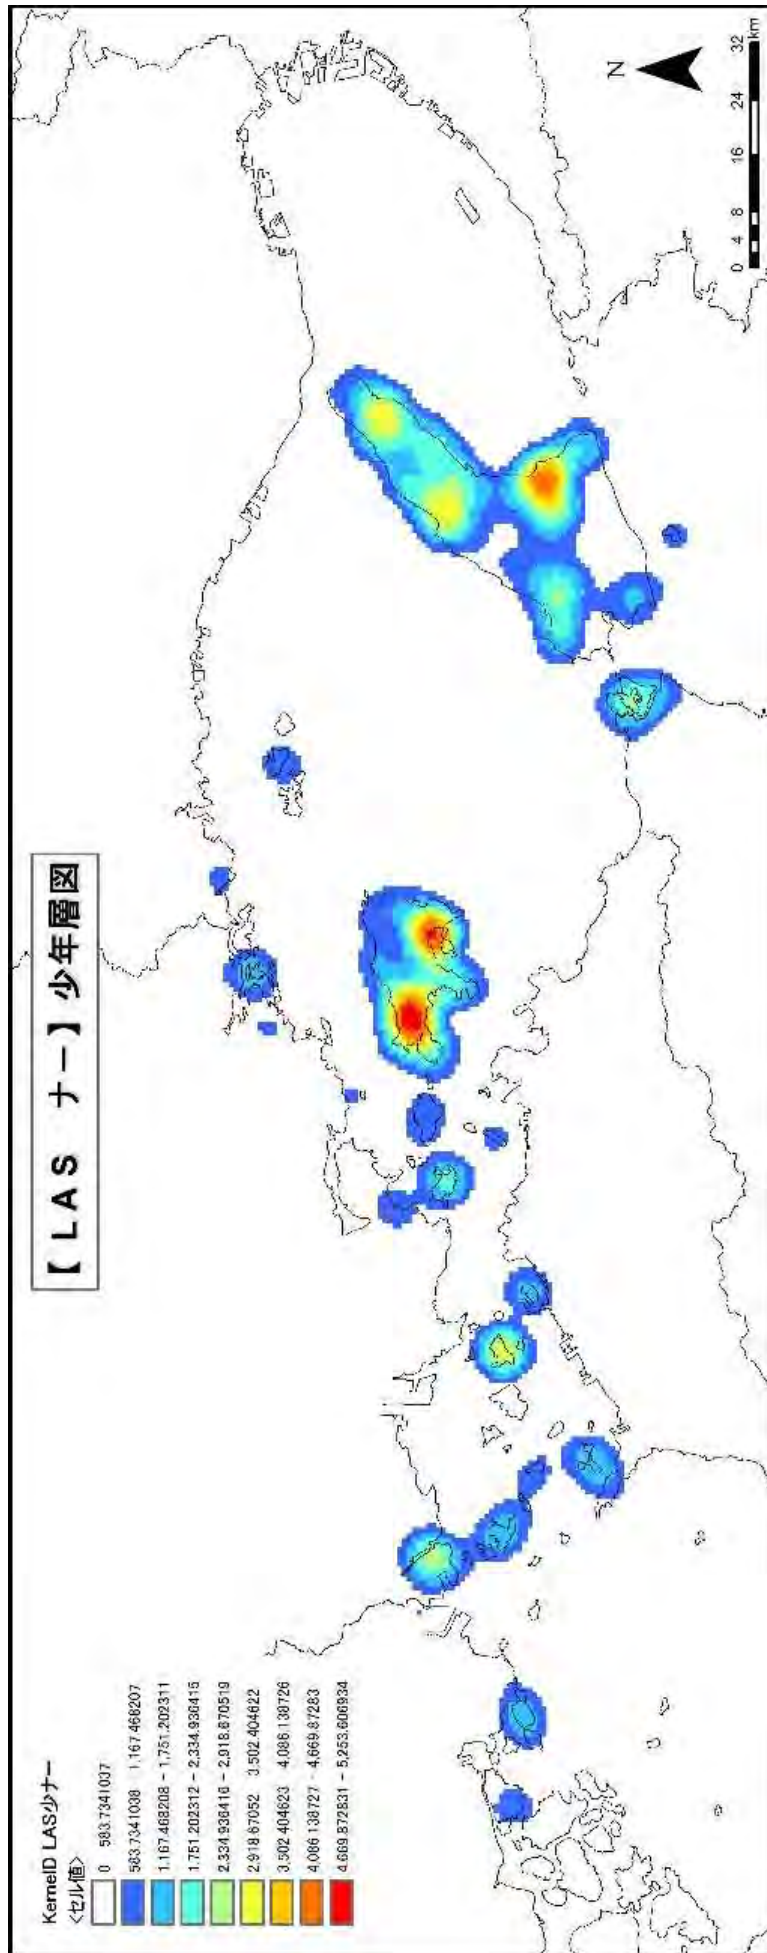 【 LAS ナー】少年層図
KernelD LAS少ナー
<セル値>
0 583.7341037
583.7341038 1,167.468207
1,167.468208 - 1,751.202311
1,751.202312 - 2,334.936415
2,334.936416 - 2,918.670519
2,918.67052 3,502.404622
3,502.404623 4,086.138726
4,086.138727 - 4,669.87283
4,669.872831 - 5,253.606934
N
0 4 8 16 24 32
km